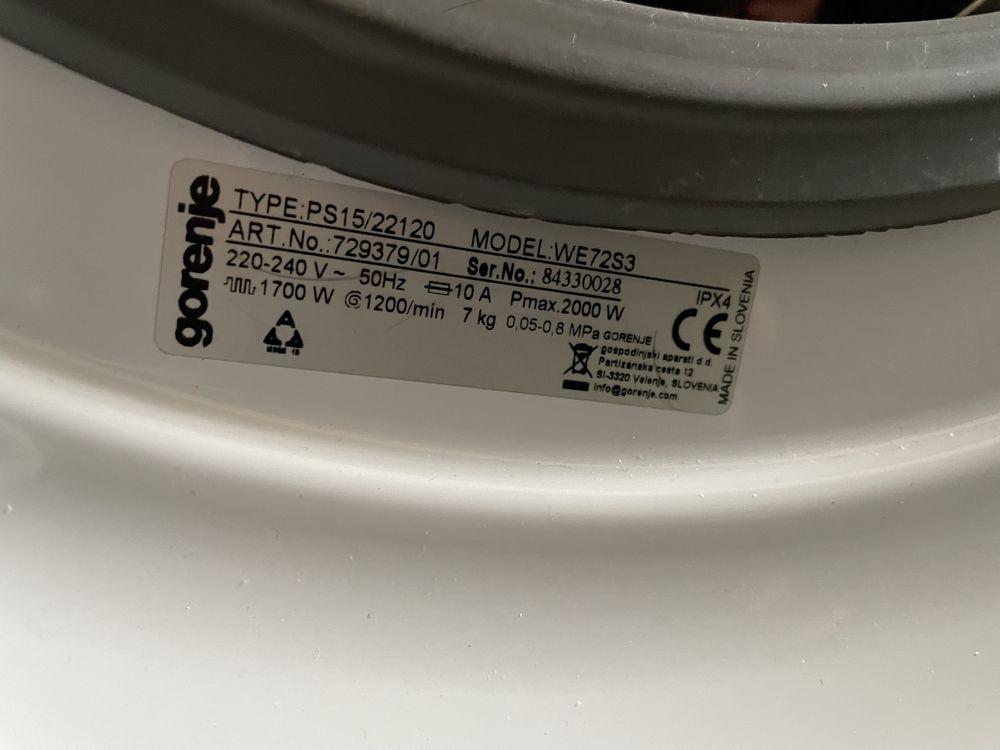 gorenje
TYPE:PS15/22120 MODEL:WE72S3
ART.No.:729379/01 Ser.No.: 84330028
220-240 V ~ 50Hz 10 A Pmax.2000 W IPX4
1700 W 1200/min 7 kg 0,05-0,8 MPa
GORENJE
gospodinjski aparati d.d.
Partizanska cesta 12
SI-3320 Velenje, SLOVENIA
info@gorenje.com
CE
MADE IN SLOVENIA
A